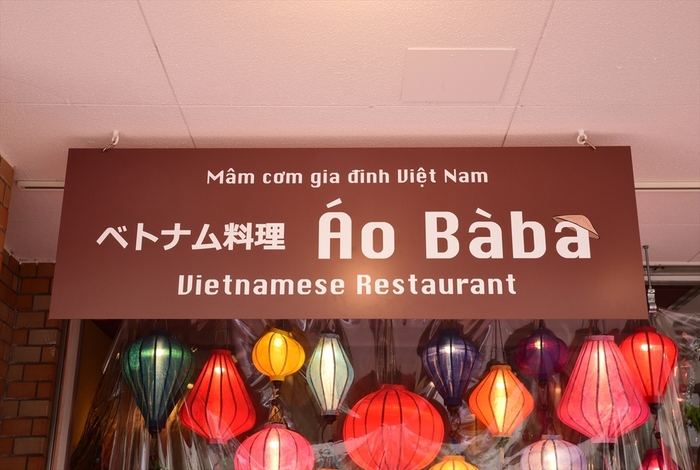 Mâm cơm gia đình Việt Nam
ベトナム料理 Áo Bàba
Vietnamese Restaurant